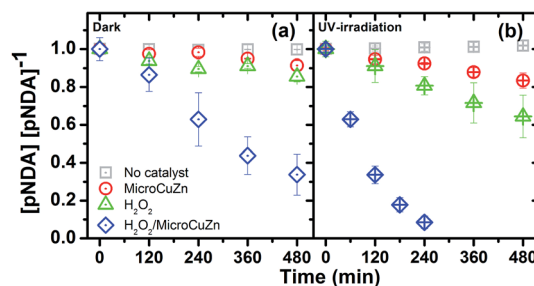 Dark
(a)
UV-irradiation
(b)
[pNDA] [pNDA]⁻¹
1.0
0.8
0.6
0.4
0.2
0.0
No catalyst
MicroCuZn
H₂O₂
H₂O₂/MicroCuZn
0 120 240 360 480 0 120 240 360 480
Time (min)